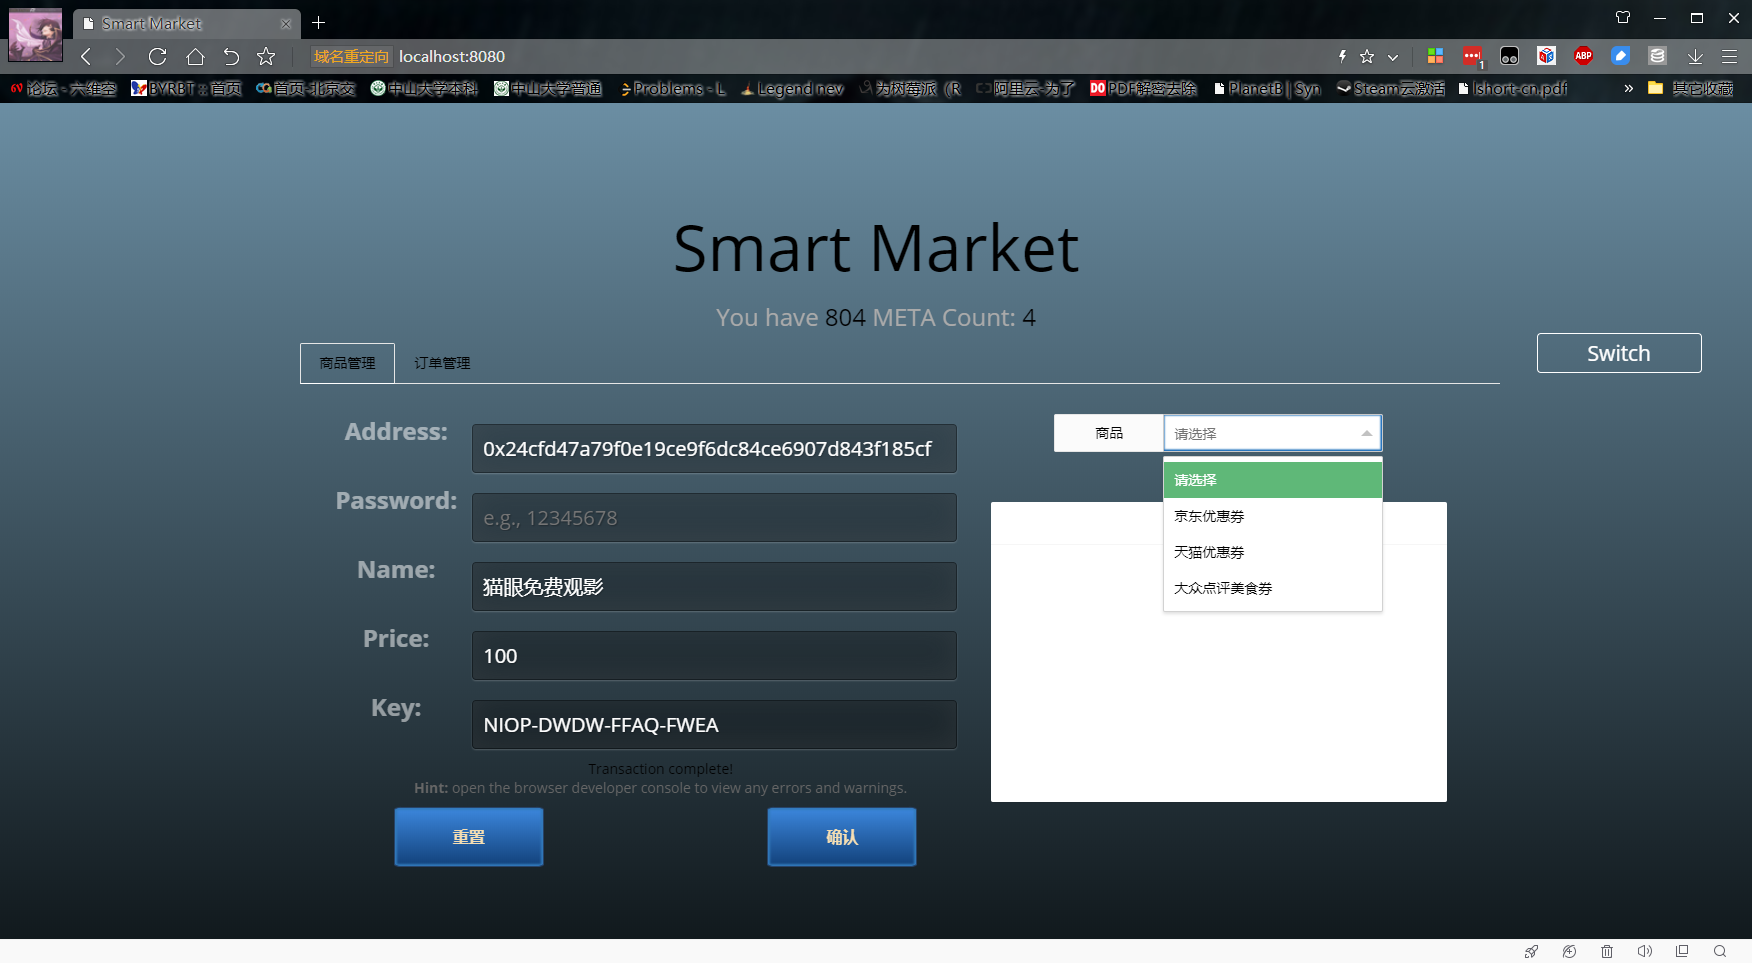 Smart Market
域名重定向 localhost:8080
论坛 - 六维空 BYRBT :: 首页 首页-北京交 中山大学本科 中山大学普通 Problems - L Legend nev 为树莓派（R 阿里云-为了 PDF解密去除 PlanetB | Syn Steam云激活 lshort-cn.pdf » 其它收藏
Smart Market
You have 804 META Count: 4
Switch
商品管理 订单管理
Address: 0x24cfd47a79f0e19ce9f6dc84ce6907d843f185cf
Password: e.g., 12345678
Name: 猫眼免费观影
Price: 100
Key: NIOP-DWDW-FFAQ-FWEA
Transaction complete!
Hint: open the browser developer console to view any errors and warnings.
重置 确认
商品 请选择
请选择
京东优惠券
天猫优惠券
大众点评美食券